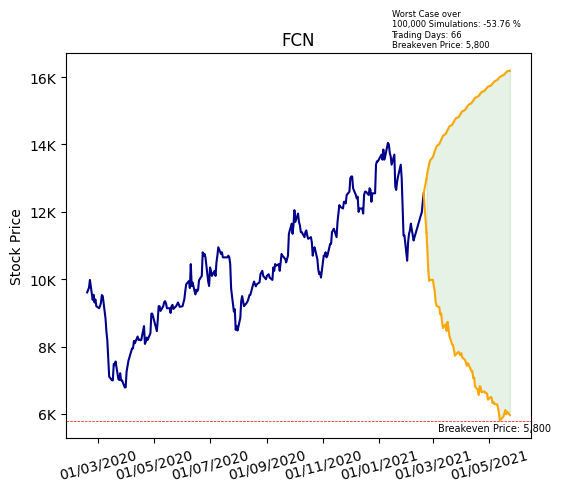 Worst Case over
100,000 Simulations: -53.76 %
Trading Days: 66
Breakeven Price: 5,800
FCN
Stock Price
16K
14K
12K
10K
8K
6K
Breakeven Price: 5,800
01/03/2020
01/05/2020
01/07/2020
01/09/2020
01/11/2020
01/01/2021
01/03/2021
01/05/2021